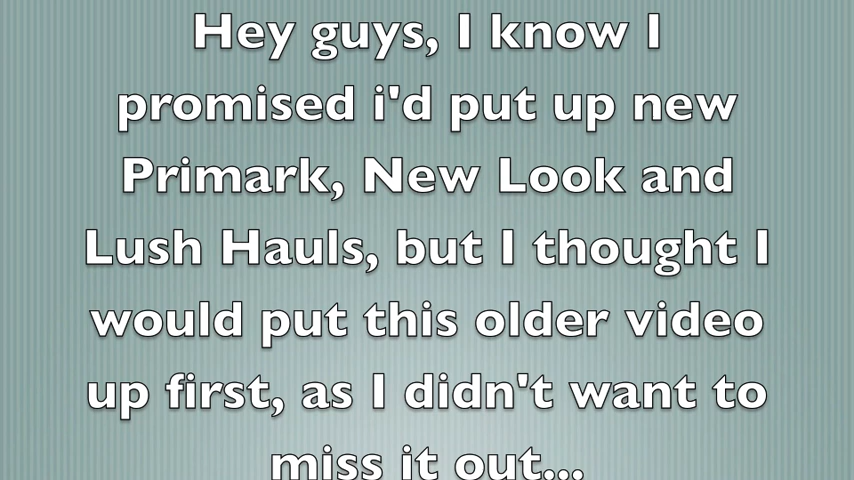 Hey guys, I know I
promised i'd put up new
Primark, New Look and
Lush Hauls, but I thought I
would put this older video
up first, as I didn't want to
miss it out...